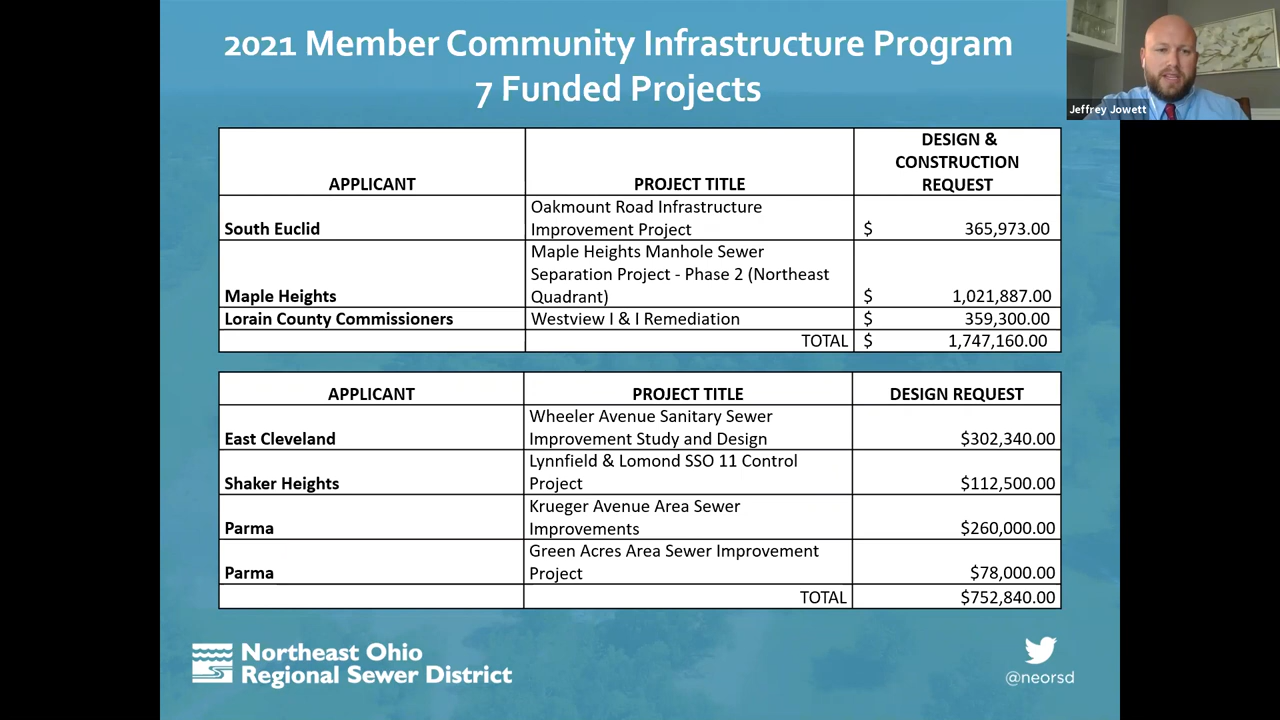 2021 Member Community Infrastructure Program
7 Funded Projects
Jeffrey Jowett
APPLICANT
PROJECT TITLE
DESIGN &
CONSTRUCTION
REQUEST
South Euclid
Oakmount Road Infrastructure
Improvement Project
$ 365,973.00
Maple Heights
Maple Heights Manhole Sewer
Separation Project - Phase 2 (Northeast
Quadrant)
$ 1,021,887.00
Lorain County Commissioners
Westview I & I Remediation
$ 359,300.00
TOTAL
$ 1,747,160.00
APPLICANT
PROJECT TITLE
DESIGN REQUEST
East Cleveland
Wheeler Avenue Sanitary Sewer
Improvement Study and Design
$302,340.00
Shaker Heights
Lynnfield & Lomond SSO 11 Control
Project
$112,500.00
Parma
Krueger Avenue Area Sewer
Improvements
$260,000.00
Parma
Green Acres Area Sewer Improvement
Project
$78,000.00
TOTAL
$752,840.00
Northeast Ohio
Regional Sewer District
@neorsd